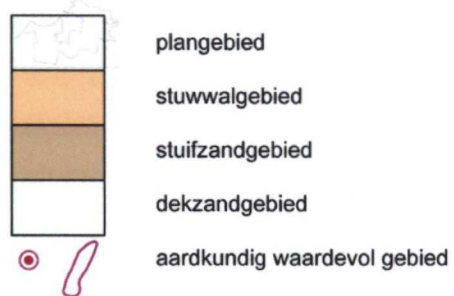 plangebied
stuwwalgebied
stuifzandgebied
dekzandgebied
aardkundig waardevol gebied